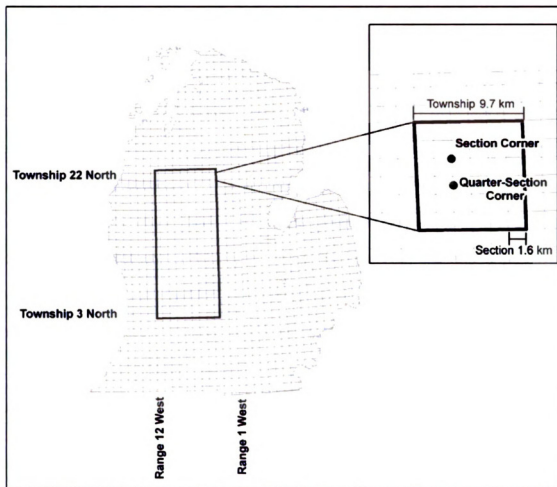 Township 9.7 km
Section Corner
Quarter-Section
Corner
Section 1.6 km
Township 22 North
Township 3 North
Range 12 West
Range 1 West